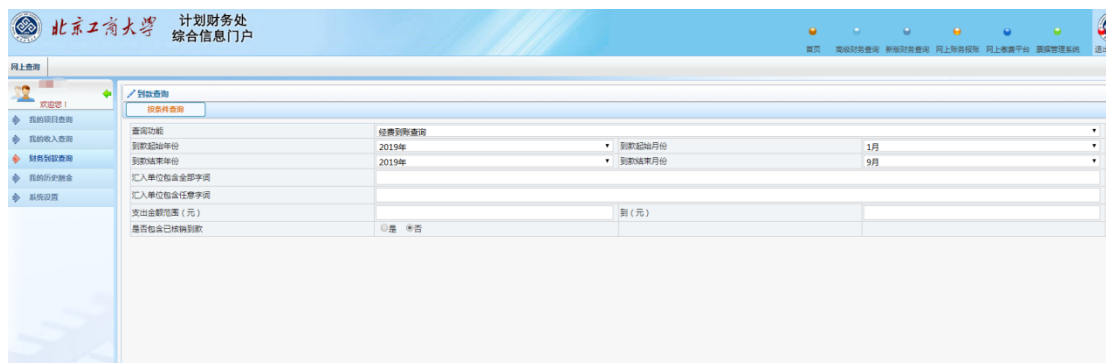 北京工商大学 计划财务处
综合信息门户
首页 高级财务查询 新版财务查询 网上账务报账 网上缴费平台 票据管理系统
网上查询
欢迎您！
我的项目查询
我的收入查询
财务到款查询
我的历史酬金
系统设置
到款查询
按条件查询
查询功能 经费到账查询
到款起始年份 2019年 到款起始月份 1月
到款结束年份 2019年 到款结束月份 9月
汇入单位包含全部字词
汇入单位包含任意字词
支出金额范围（元） 到（元）
是否包含已核销到款 是 否